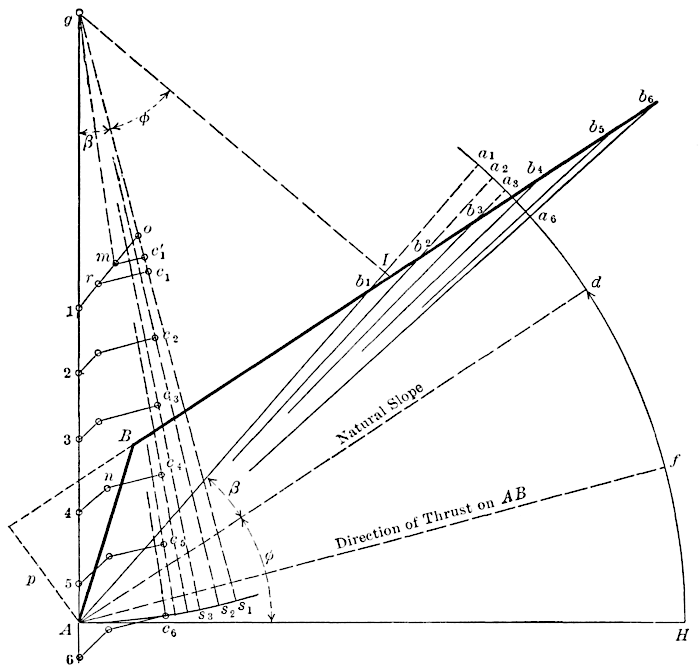 g
β
φ
b6
b5
a1
a2
a3
b4
b3
a6
o
m
c'1
r
c1
b2
I
b1
d
1
c2
2
c3
Natural Slope
B
3
c4
n
β
f
4
Direction of Thrust on AB
c5
φ
p
5
s3
s2
s1
A
c6
H
6